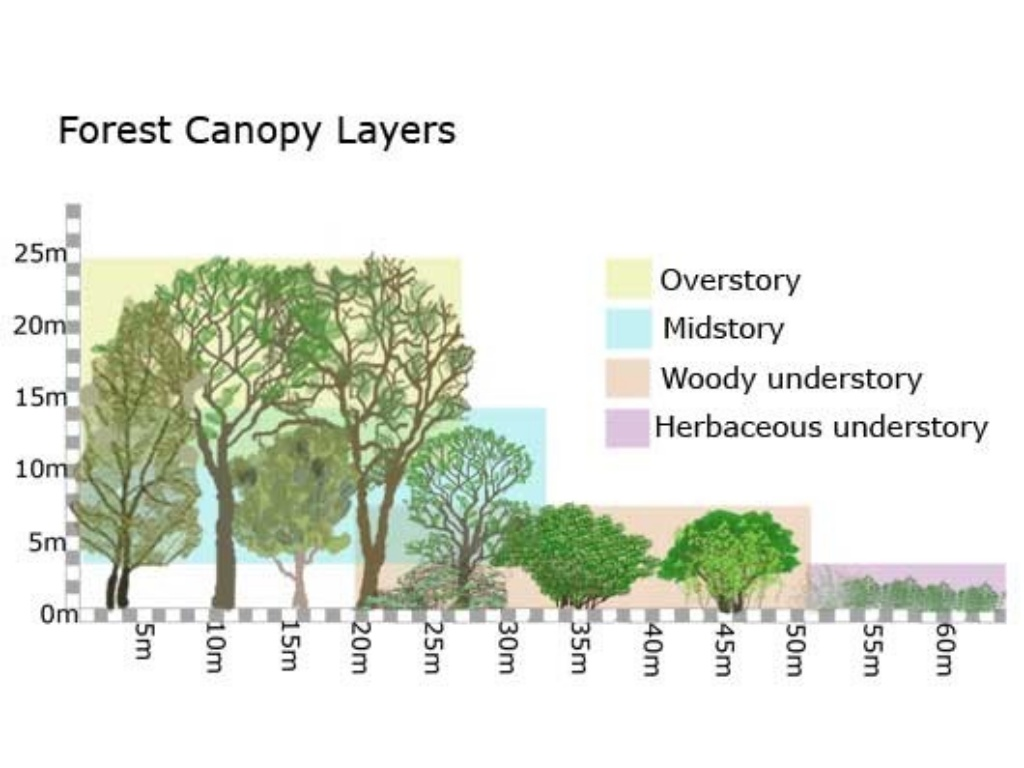 Forest Canopy Layers
25m
20m
15m
10m
5m
0m
Overstory
Midstory
Woody understory
Herbaceous understory
5m
10m
15m
20m
25m
30m
35m
40m
45m
50m
55m
60m